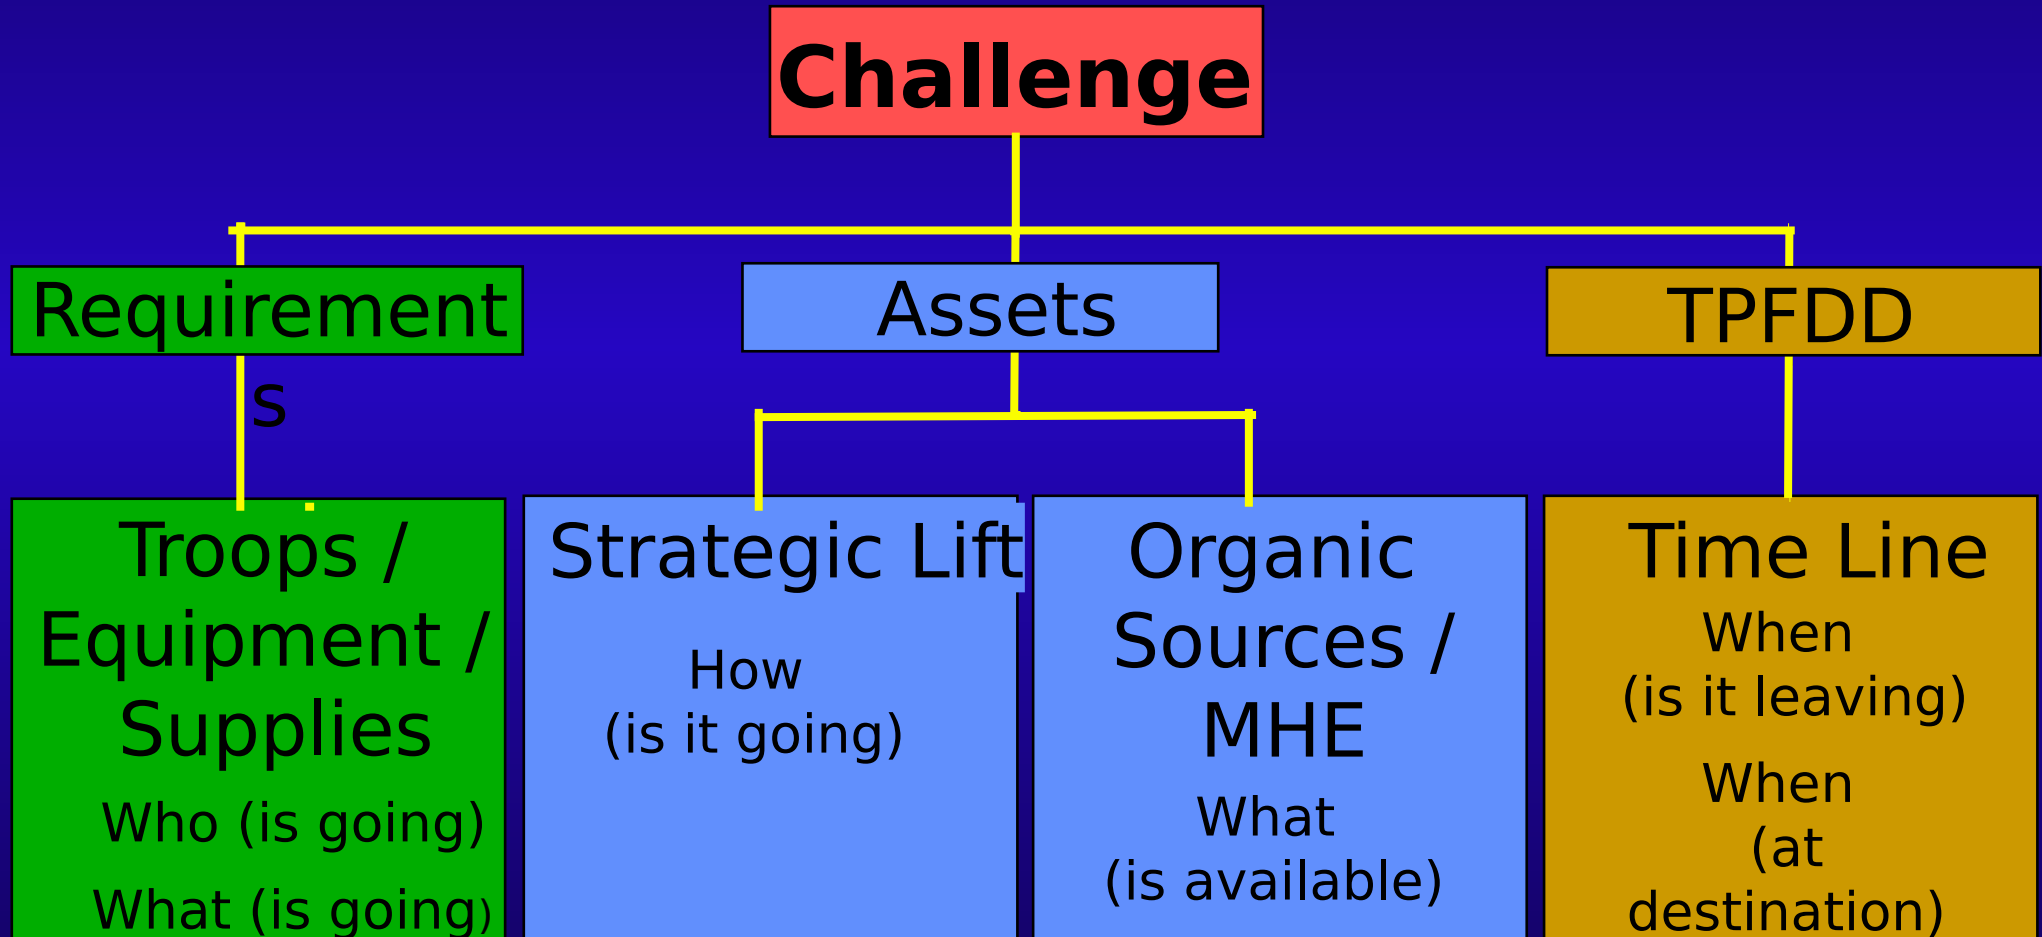 Challenge
Requirement
s
Assets
TPFDD
Troops /
Equipment /
Supplies
Who (is going)
What (is going)
Strategic Lift
How
(is it going)
Organic
Sources /
MHE
What
(is available)
Time Line
When
(is it leaving)
When
(at
destination)